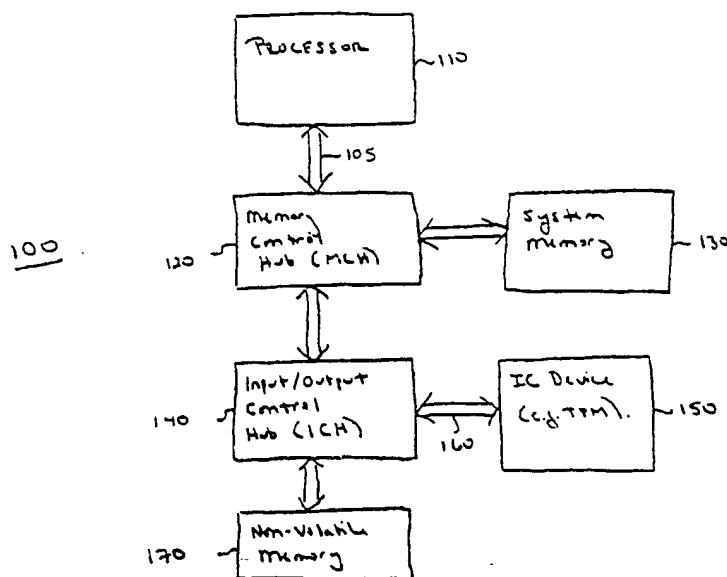 PROCESSOR
110
105
100
120
Memory
Control
Hub (MCH)
System
Memory
130
140
Input/Output
Control
Hub (ICH)
160
IC Device
(e.g. TPM).
150
170
Non-Volatile
Memory